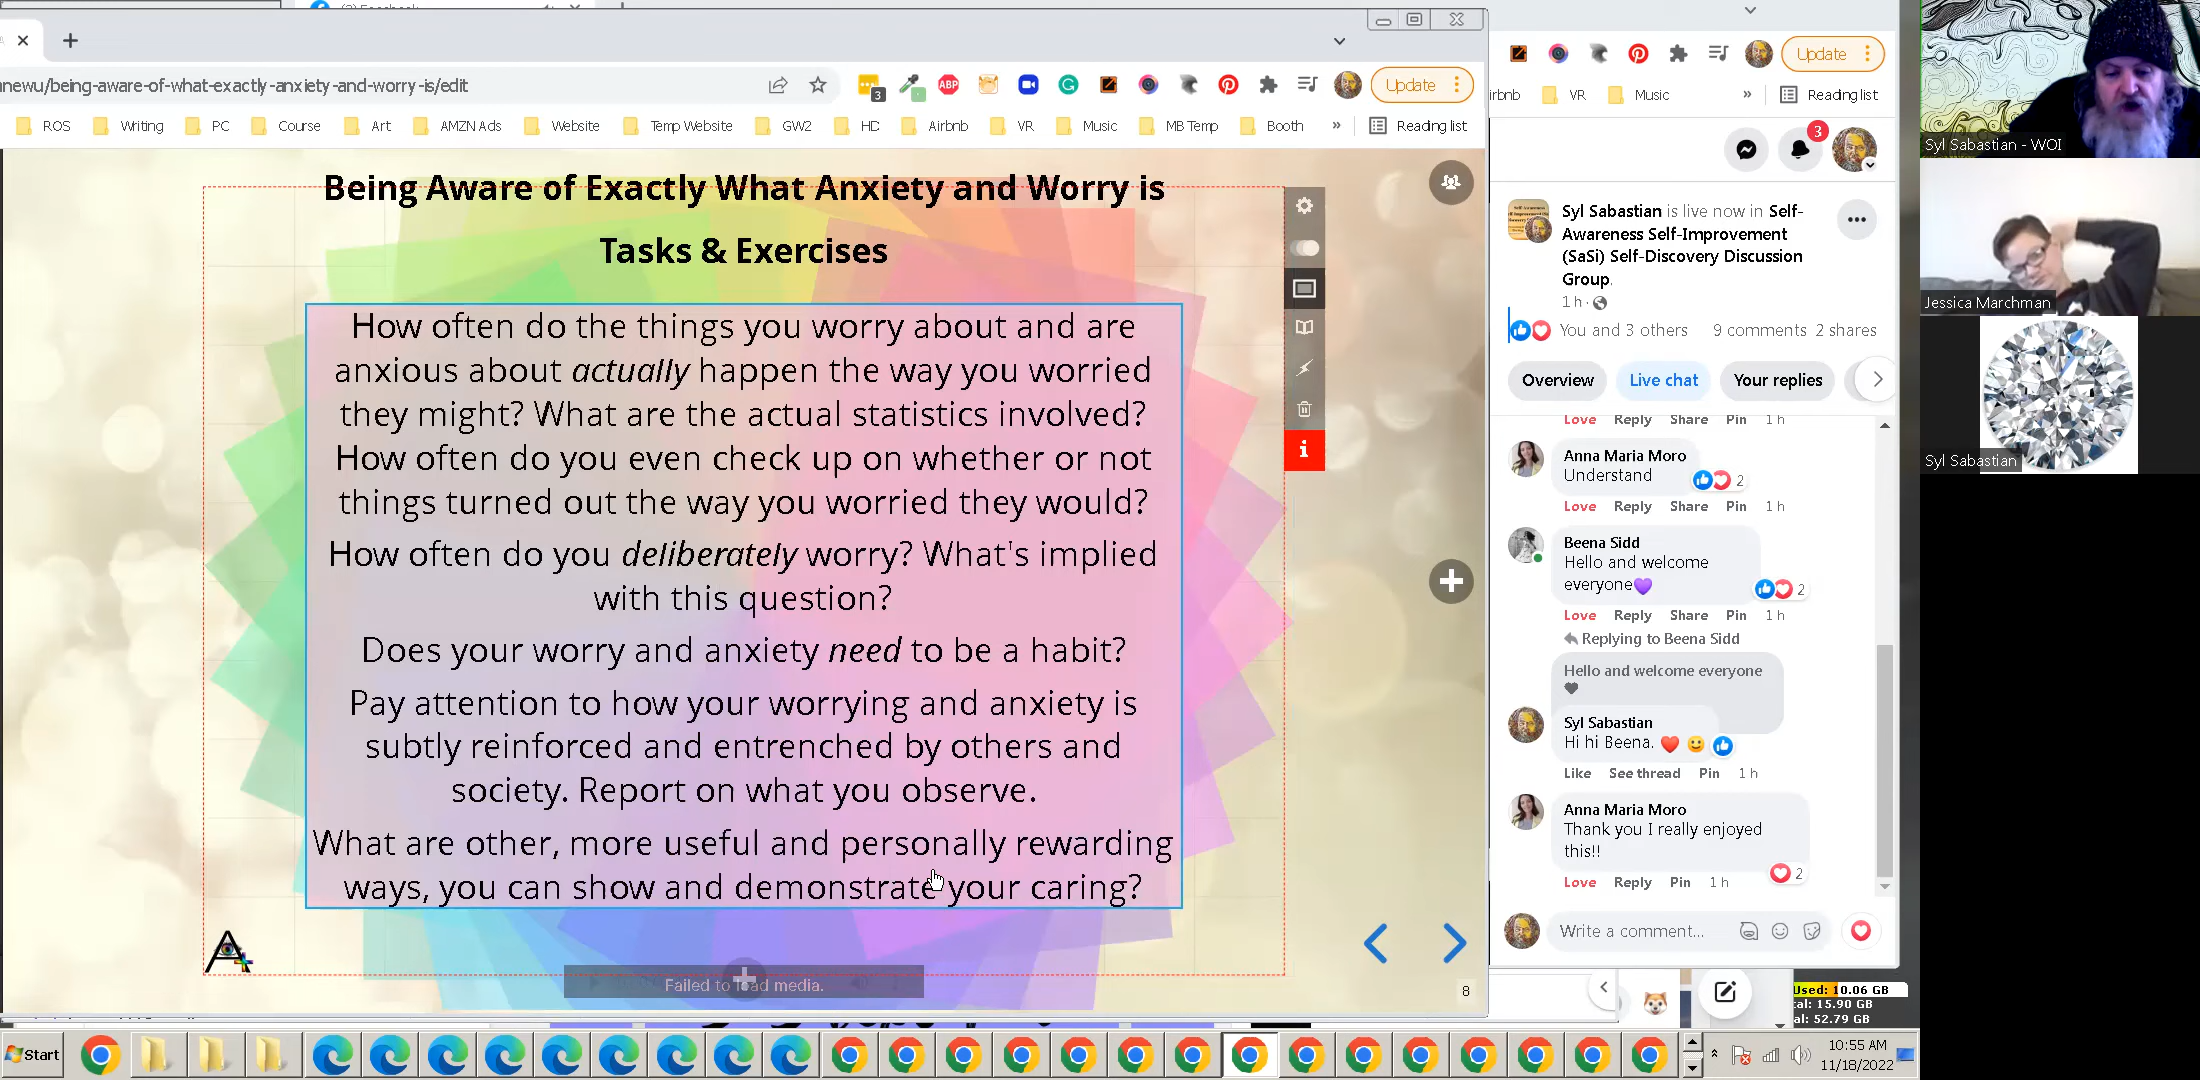 (2) Facebook
Update
nnewu/being-aware-of-what-exactly-anxiety-and-worry-is/edit
3
ABP
Update
ROS
Writing
PC
Course
Art
AMZN Ads
Website
Temp Website
GW2
HD
Airbnb
VR
Music
MB Temp
Booth
»
Reading list
irbnb
VR
Music
»
Reading list
Being Aware of Exactly What Anxiety and Worry is
Tasks & Exercises
How often do the things you worry about and are
anxious about actually happen the way you worried
they might? What are the actual statistics involved?
How often do you even check up on whether or not
things turned out the way you worried they would?
How often do you deliberately worry? What's implied
with this question?
Does your worry and anxiety need to be a habit?
Pay attention to how your worrying and anxiety is
subtly reinforced and entrenched by others and
society. Report on what you observe.
What are other, more useful and personally rewarding
ways, you can show and demonstrate your caring?
Failed to load media.
8
3
Syl Sabastian is live now in Self-
Awareness Self-Improvement
(SaSi) Self-Discovery Discussion
Group.
1 h ·
You and 3 others 9 comments 2 shares
Overview
Live chat
Your replies
Love Reply Share Pin 1 h
Anna Maria Moro
Understand
2
Love Reply Share Pin 1 h
Beena Sidd
Hello and welcome
everyone
2
Love Reply Share Pin 1 h
Replying to Beena Sidd
Hello and welcome everyone
Syl Sabastian
Hi hi Beena.
Like See thread Pin 1 h
Anna Maria Moro
Thank you I really enjoyed
this!!
2
Love Reply Pin 1 h
Write a comment...
Used: 10.06 GB
tal: 15.90 GB
al: 52.79 GB
Syl Sabastian - WOI
Jessica Marchman
Syl Sabastian
Start
10:55 AM
11/18/2022